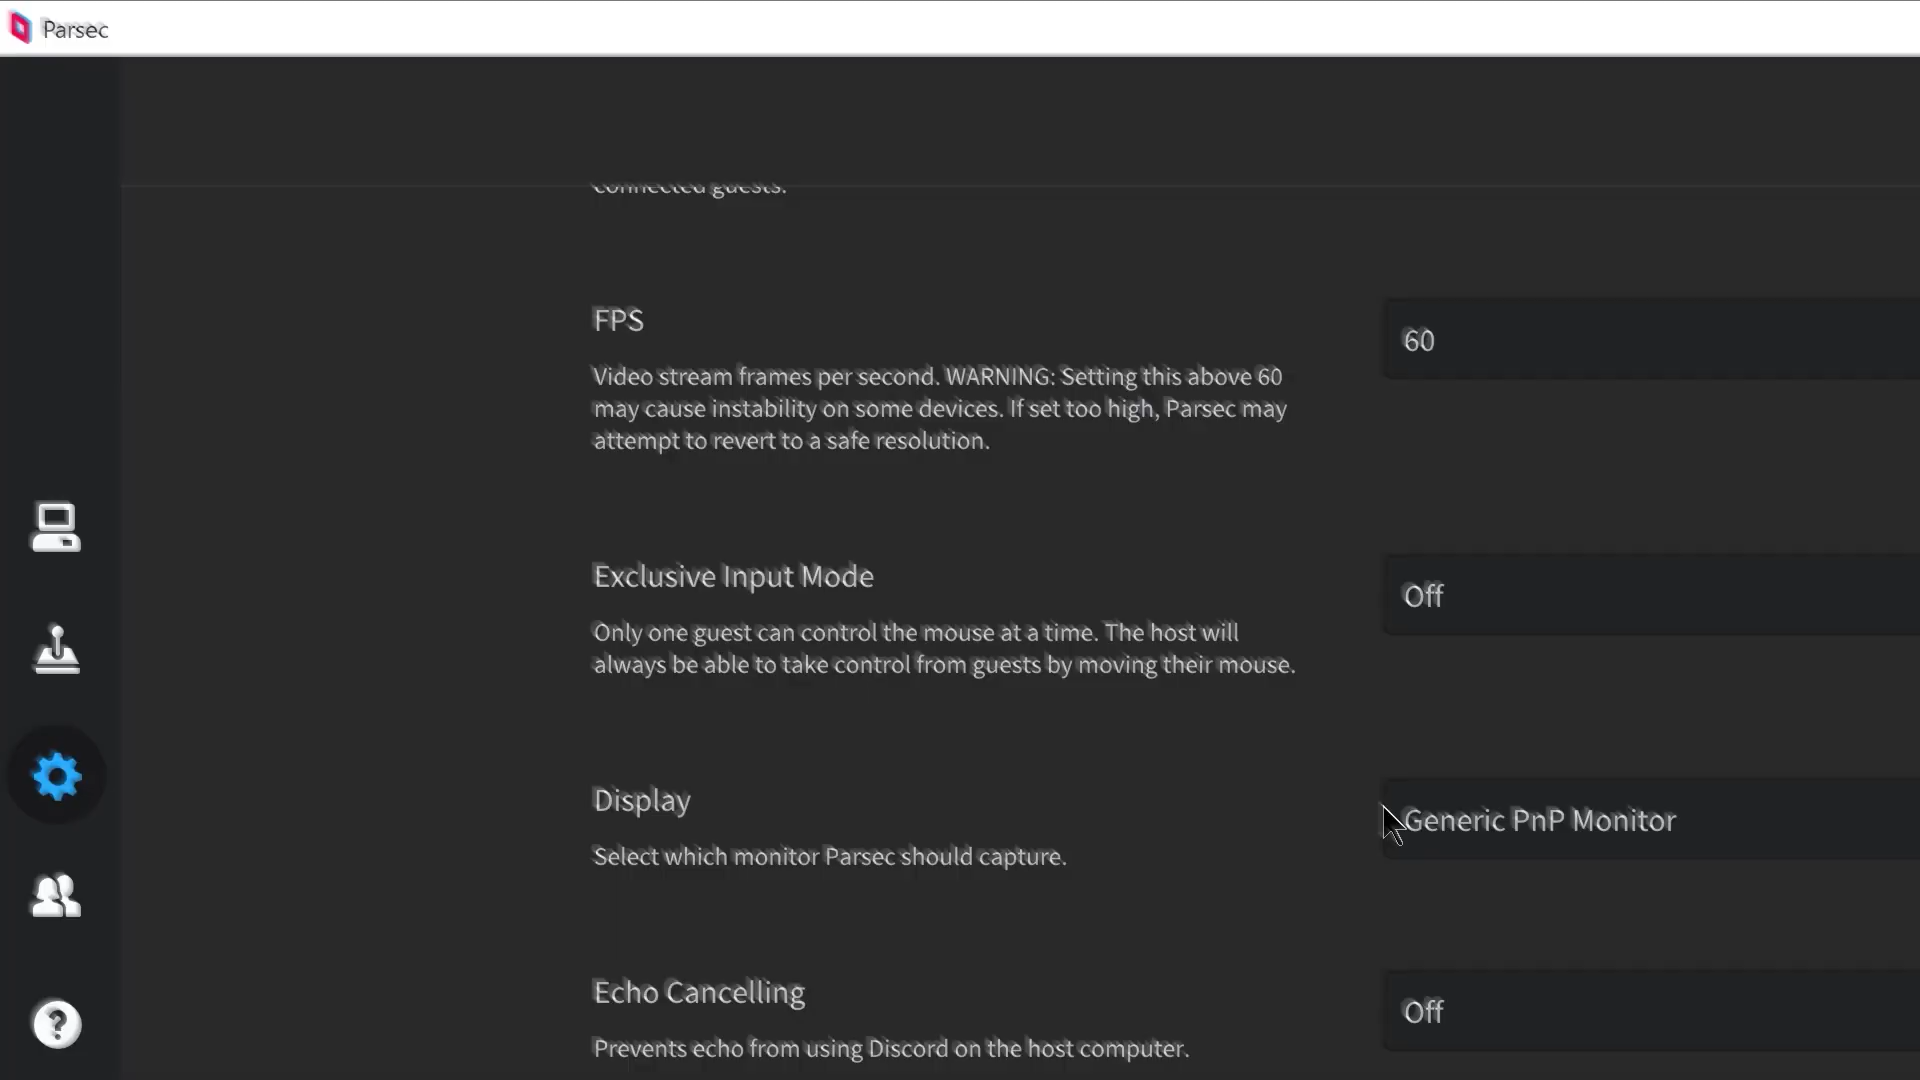 Parsec
connected guests.
FPS
60
Video stream frames per second. WARNING: Setting this above 60
may cause instability on some devices. If set too high, Parsec may
attempt to revert to a safe resolution.
Exclusive Input Mode
Off
Only one guest can control the mouse at a time. The host will
always be able to take control from guests by moving their mouse.
Display
Generic PnP Monitor
Select which monitor Parsec should capture.
Echo Cancelling
Off
Prevents echo from using Discord on the host computer.